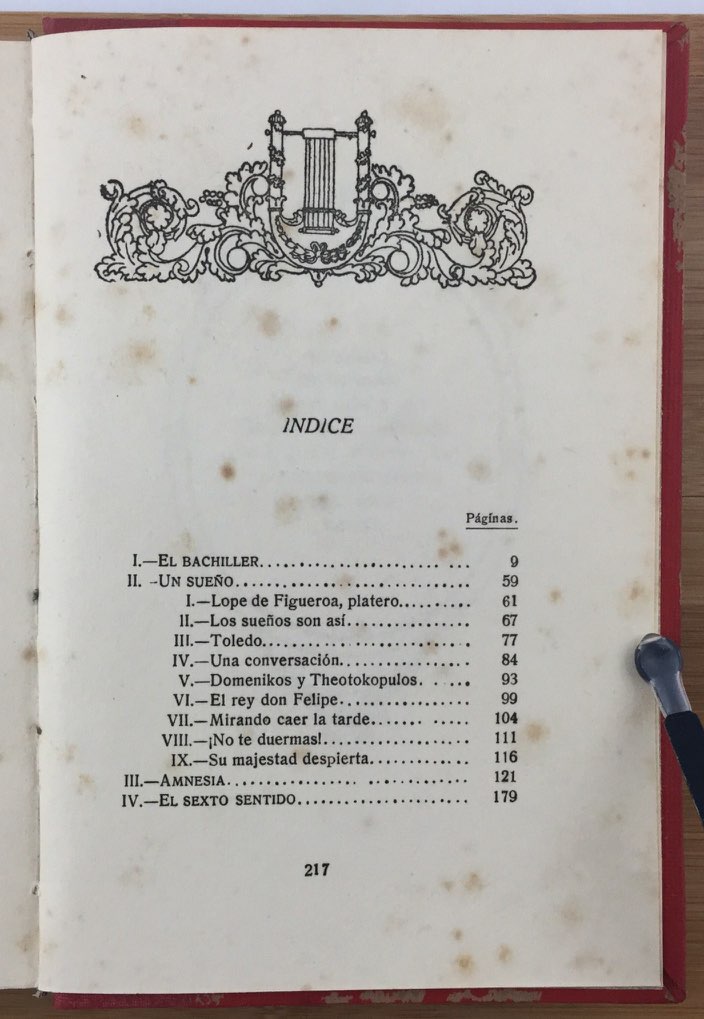 INDICE
Páginas.
I.—EL BACHILLER........................ ... 9
II. -UN SUEÑO.............................. 59
I.—Lope de Figueroa, platero.......... 61
II.—Los sueños son así................ 67
III.—Toledo........................... 77
IV.—Una conversación................. 84
V.—Domenikos y Theotokopulos. . .... 93
VI.—El rey don Felipe................. 99
VII.—Mirando caer la tarde....... ..... 104
VIII.—¡No te duermas!................... 111
IX.—Su majestad despierta............. 116
III.—AMNESIA................. ............. 121
IV.—EL SEXTO SENTIDO...................... 179
217